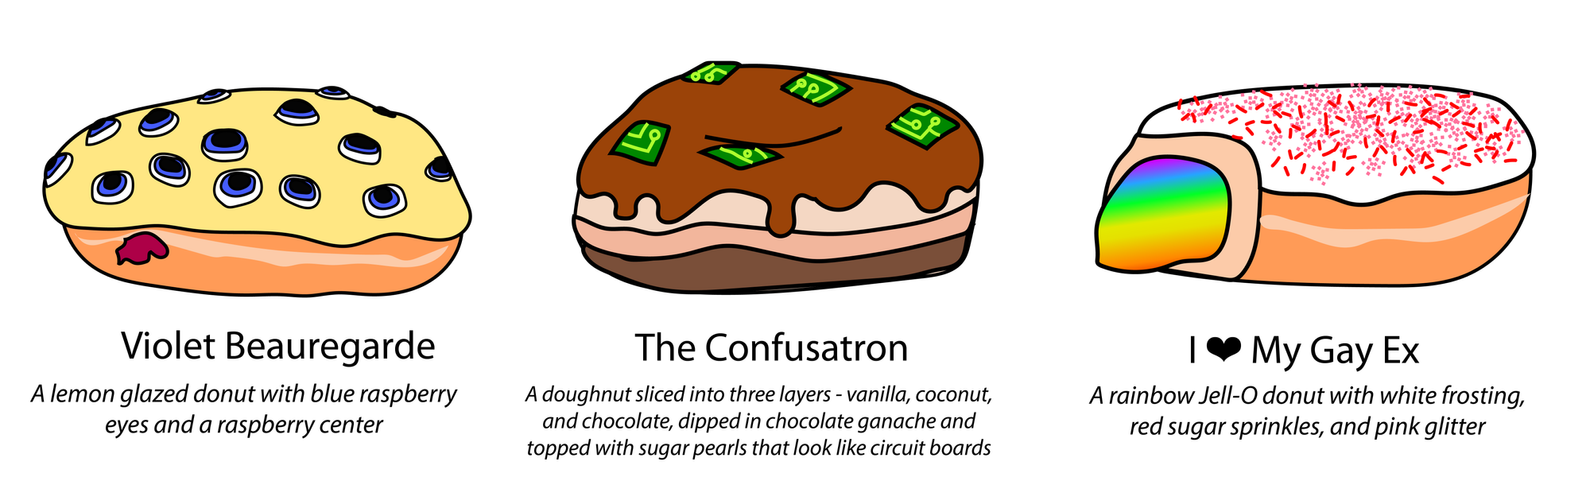 Violet Beauregarde
A lemon glazed donut with blue raspberry
eyes and a raspberry center
The Confusatron
A doughnut sliced into three layers - vanilla, coconut,
and chocolate, dipped in chocolate ganache and
topped with sugar pearls that look like circuit boards
I ❤ My Gay Ex
A rainbow Jell-O donut with white frosting,
red sugar sprinkles, and pink glitter